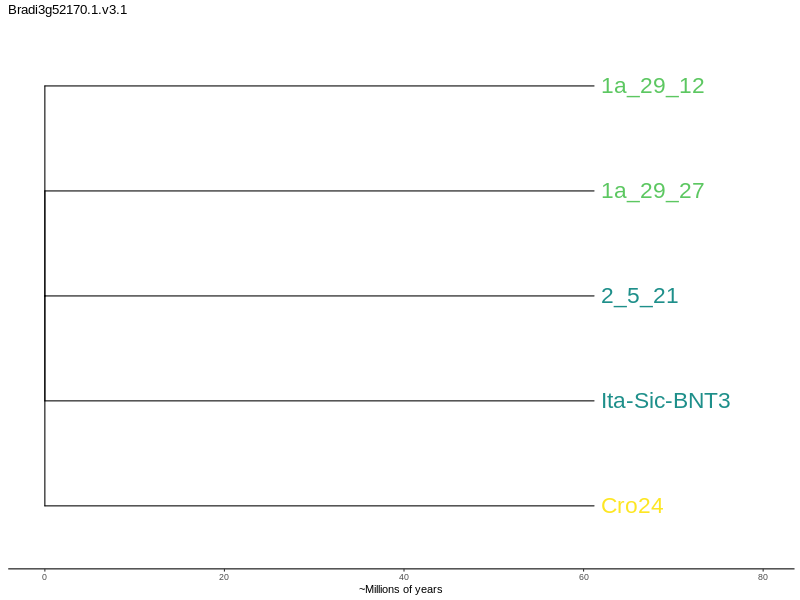 Bradi3g52170.1.v3.1
1a_29_12
1a_29_27
2_5_21
Ita-Sic-BNT3
Cro24
0 20 40 60 80
~Millions of years